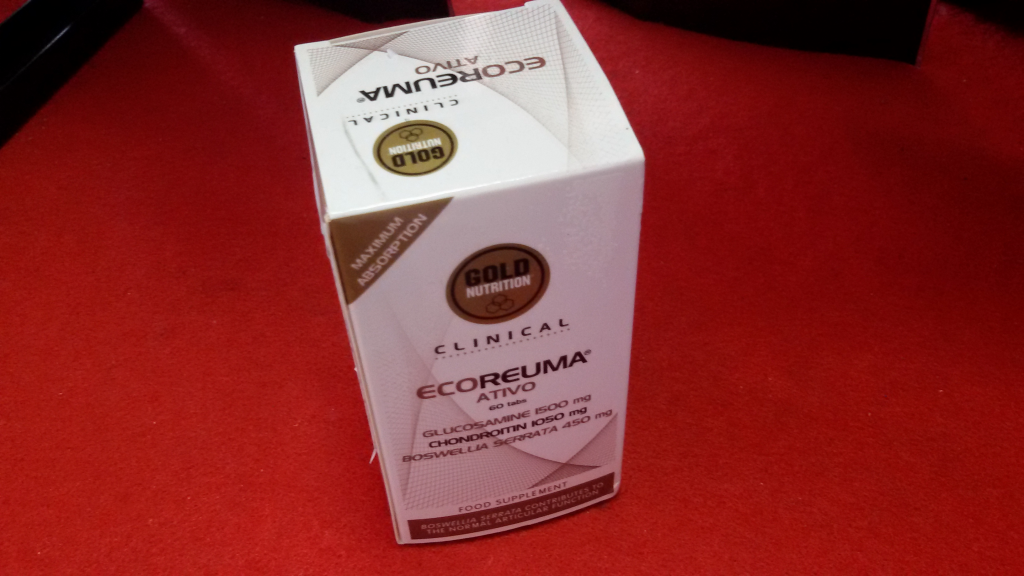 ECOREUMA®
ATIVO
CLINICAL
GOLD
NUTRITION
MAXIMUM
ABSORPTION
GOLD
NUTRITION
CLINICAL
ECOREUMA®
ATIVO
60 tabs
GLUCOSAMINE 1500 mg
CHONDROITIN 1050 mg
BOSWELLIA SERRATA 450 mg
FOOD SUPPLEMENT
BOSWELLIA SERRATA CONTRIBUTES TO
THE NORMAL ARTICULAR FUNCTION